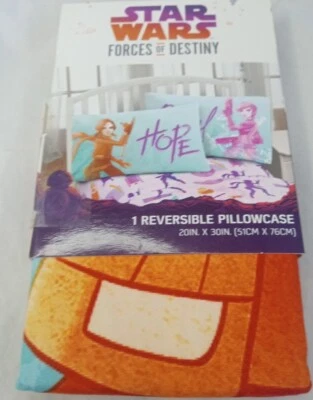 STAR
WARS
FORCES OF DESTINY
HOPE
1 REVERSIBLE PILLOWCASE
20IN. X 30IN. (51CM X 76CM)